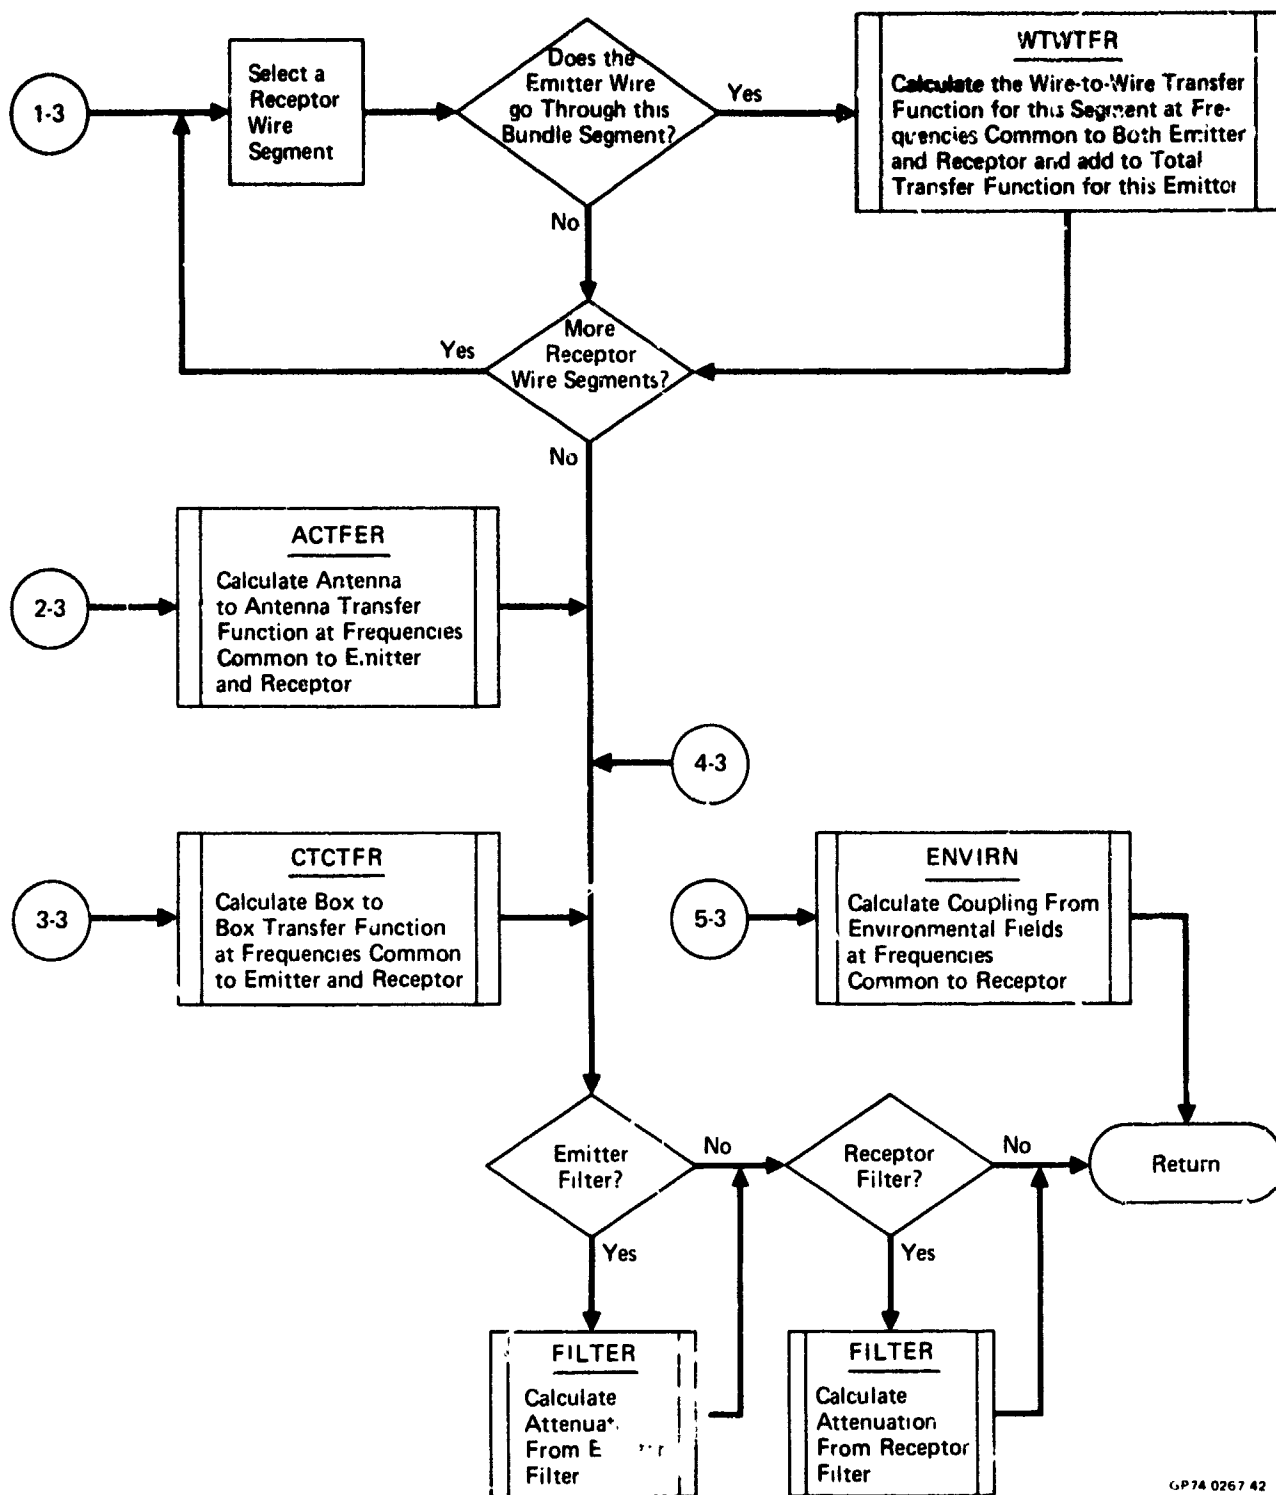 1-3
Select a
Receptor
Wire
Segment
Does the
Emitter Wire
go Through this
Bundle Segment?
Yes
No
WTWTFR
Calculate the Wire-to-Wire Transfer
Function for this Segment at Fre-
quencies Common to Both Emitter
and Receptor and add to Total
Transfer Function for this Emitter
More
Receptor
Wire Segments?
Yes
No
2-3
ACTFER
Calculate Antenna
to Antenna Transfer
Function at Frequencies
Common to Emitter
and Receptor
4-3
3-3
CTCTFR
Calculate Box to
Box Transfer Function
at Frequencies Common
to Emitter and Receptor
5-3
ENVIRN
Calculate Coupling From
Environmental Fields
at Frequencies
Common to Receptor
Emitter
Filter?
No
Yes
Receptor
Filter?
No
Yes
Return
FILTER
Calculate
From
Filter
FILTER
Calculate
Attenuation
From Receptor
Filter
GP74 0267 42